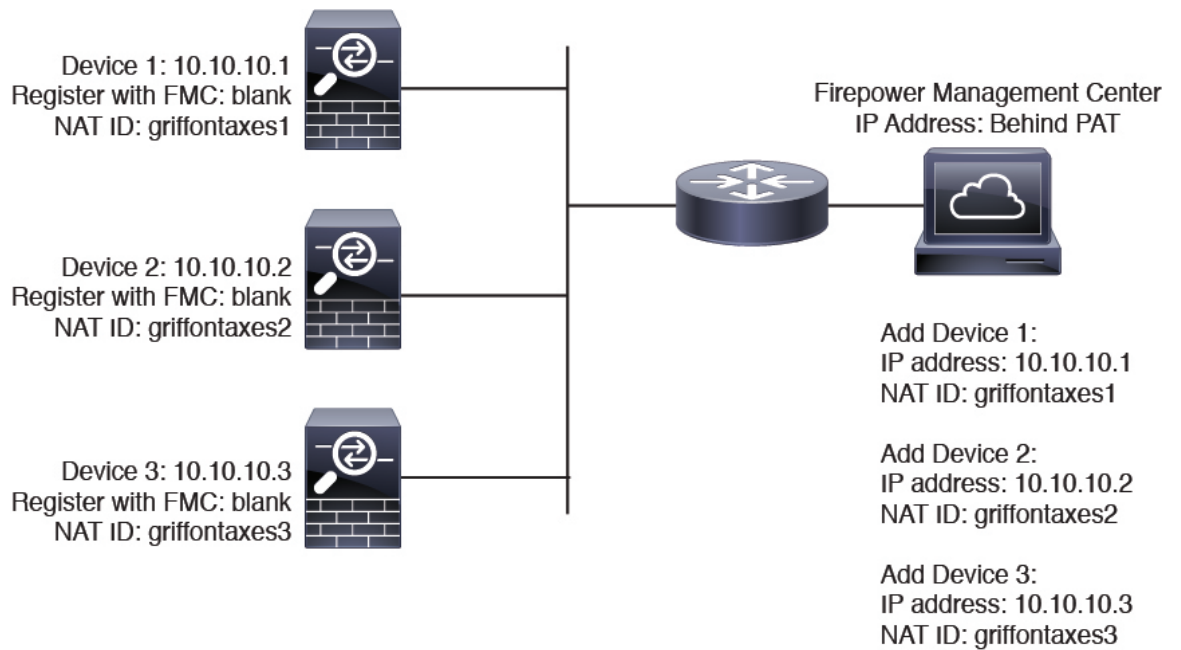 Device 1: 10.10.10.1
Register with FMC: blank
NAT ID: griffontaxes1
Device 2: 10.10.10.2
Register with FMC: blank
NAT ID: griffontaxes2
Device 3: 10.10.10.3
Register with FMC: blank
NAT ID: griffontaxes3
Firepower Management Center
IP Address: Behind PAT
Add Device 1:
IP address: 10.10.10.1
NAT ID: griffontaxes1
Add Device 2:
IP address: 10.10.10.2
NAT ID: griffontaxes2
Add Device 3:
IP address: 10.10.10.3
NAT ID: griffontaxes3